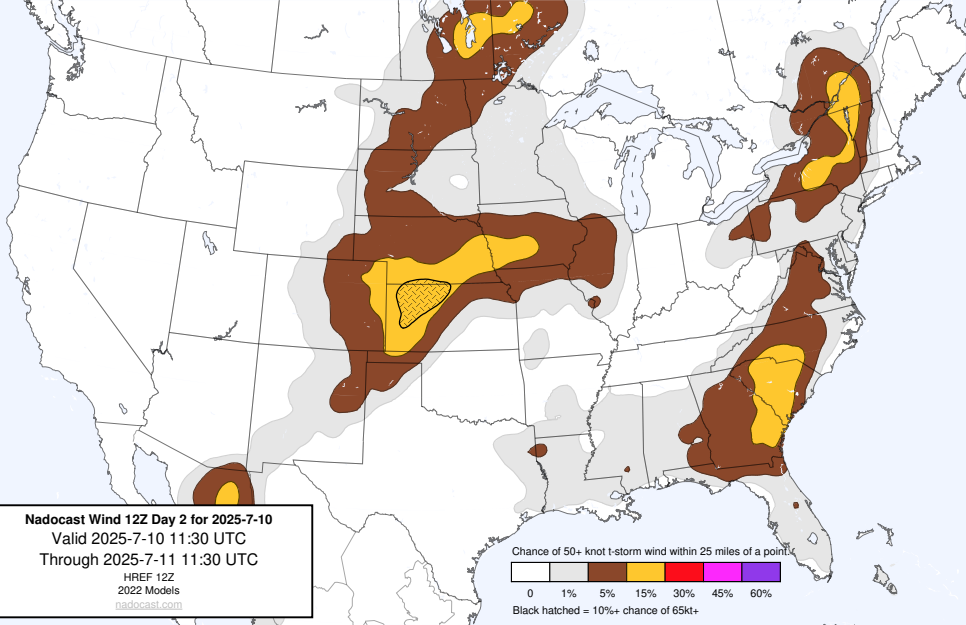 Nadocast Wind 12Z Day 2 for 2025-7-10
Valid 2025-7-10 11:30 UTC
Through 2025-7-11 11:30 UTC
HREF 12Z
2022 Models
nadocast.com
Chance of 50+ knot t-storm wind within 25 miles of a point.
0 1% 5% 15% 30% 45% 60%
Black hatched = 10%+ chance of 65kt+